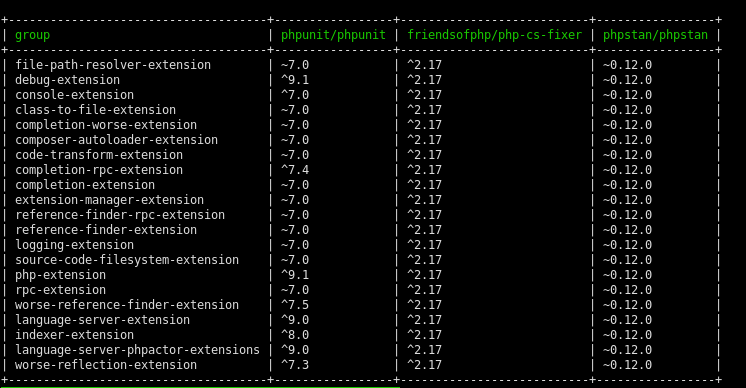 +-------------------------------------+-----------------+---------------------------+-----------------+
| group | phpunit/phpunit | friendsofphp/php-cs-fixer | phpstan/phpstan |
+-------------------------------------+-----------------+---------------------------+-----------------+
| file-path-resolver-extension | ~7.0 | ^2.17 | ~0.12.0 |
| debug-extension | ^9.1 | ^2.17 | ~0.12.0 |
| console-extension | ^7.0 | ^2.17 | ~0.12.0 |
| class-to-file-extension | ~7.0 | ^2.17 | ~0.12.0 |
| completion-worse-extension | ~7.0 | ^2.17 | ~0.12.0 |
| composer-autoloader-extension | ~7.0 | ^2.17 | ~0.12.0 |
| code-transform-extension | ~7.0 | ^2.17 | ~0.12.0 |
| completion-rpc-extension | ^7.4 | ^2.17 | ~0.12.0 |
| completion-extension | ~7.0 | ^2.17 | ~0.12.0 |
| extension-manager-extension | ~7.0 | ^2.17 | ~0.12.0 |
| reference-finder-rpc-extension | ~7.0 | ^2.17 | ~0.12.0 |
| reference-finder-extension | ~7.0 | ^2.17 | ~0.12.0 |
| logging-extension | ~7.0 | ^2.17 | ~0.12.0 |
| source-code-filesystem-extension | ~7.0 | ^2.17 | ~0.12.0 |
| php-extension | ^9.1 | ^2.17 | ~0.12.0 |
| rpc-extension | ~7.0 | ^2.17 | ~0.12.0 |
| worse-reference-finder-extension | ^7.5 | ^2.17 | ~0.12.0 |
| language-server-extension | ^9.0 | ^2.17 | ~0.12.0 |
| indexer-extension | ^8.0 | ^2.17 | ~0.12.0 |
| language-server-phpactor-extensions | ^9.0 | ^2.17 | ~0.12.0 |
| worse-reflection-extension | ^7.3 | ^2.17 | ~0.12.0 |
+-------------------------------------+-----------------+---------------------------+-----------------+